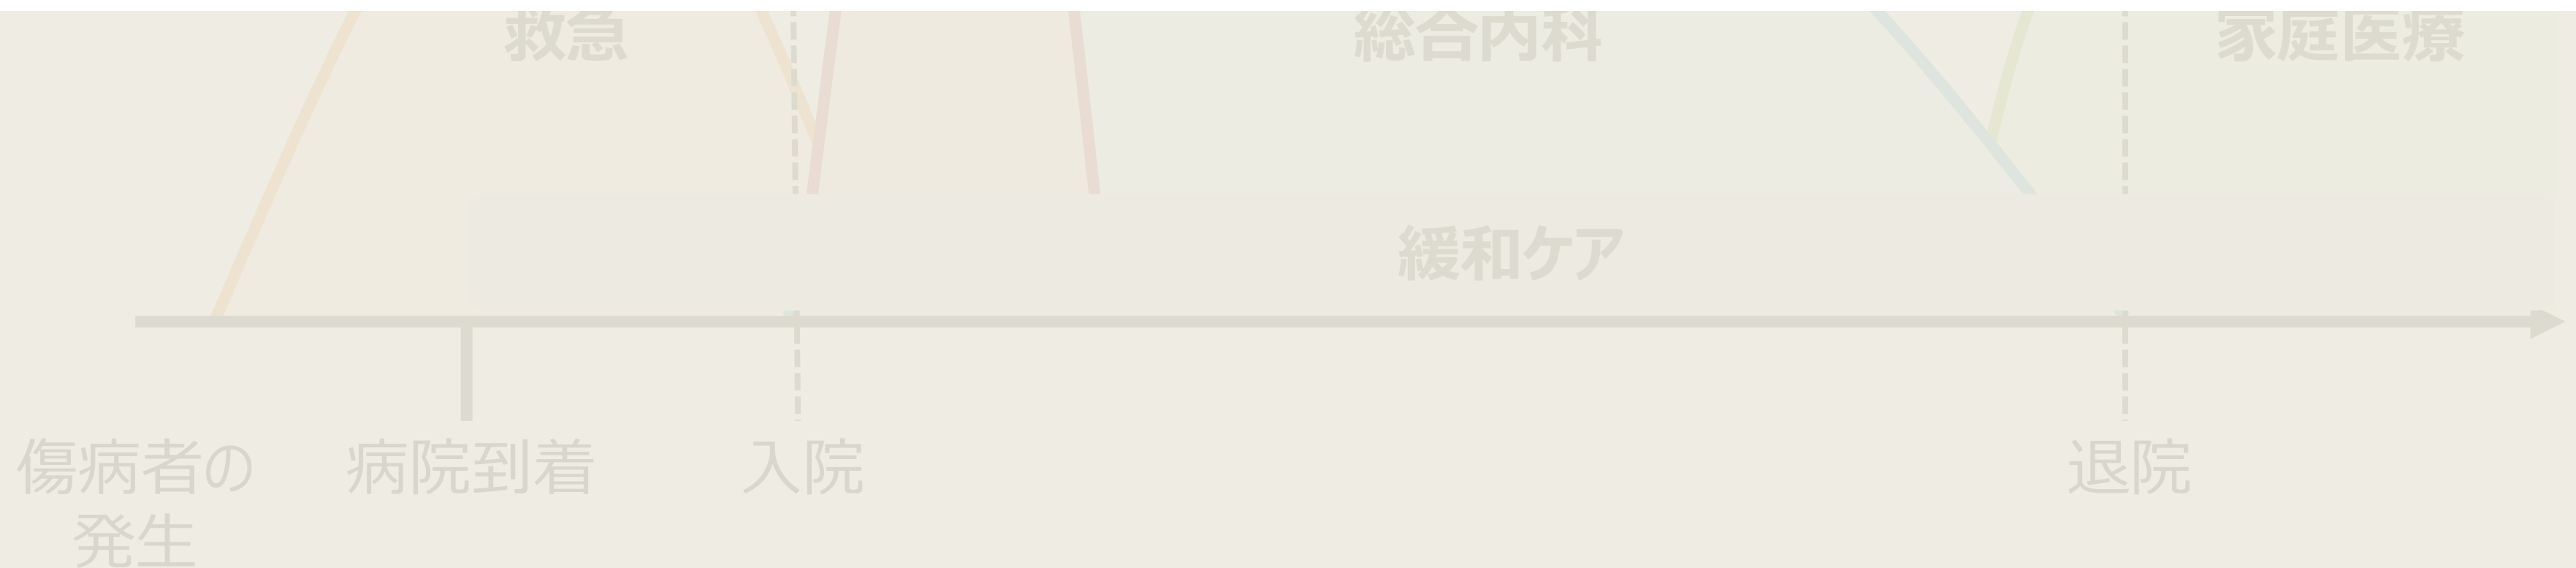 救急
総合内科
家庭医療
緩和ケア
傷病者の
発生
病院到着
入院
退院